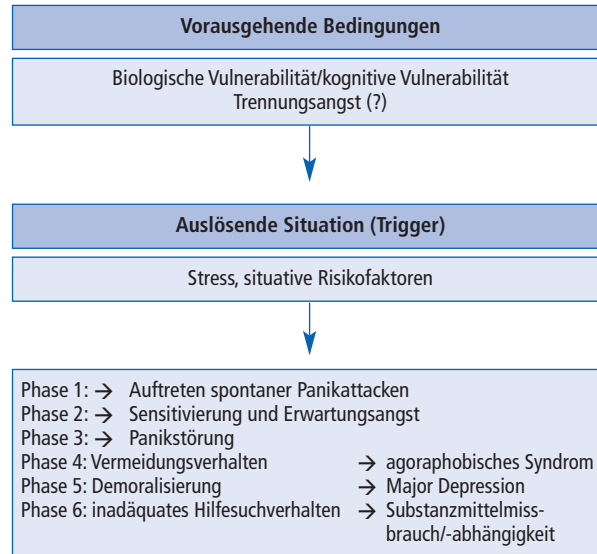 Vorausgehende Bedingungen
Biologische Vulnerabilität/kognitive Vulnerabilität
Trennungsangst (?)
Auslösende Situation (Trigger)
Stress, situative Risikofaktoren
Phase 1: → Auftreten spontaner Panikattacken
Phase 2: → Sensitivierung und Erwartungsangst
Phase 3: → Panikstörung
Phase 4: Vermeidungsverhalten → agoraphobisches Syndrom
Phase 5: Demoralisierung → Major Depression
Phase 6: inadäquates Hilfesuchverhalten → Substanzmittelmiss-
brauch/-abhängigkeit